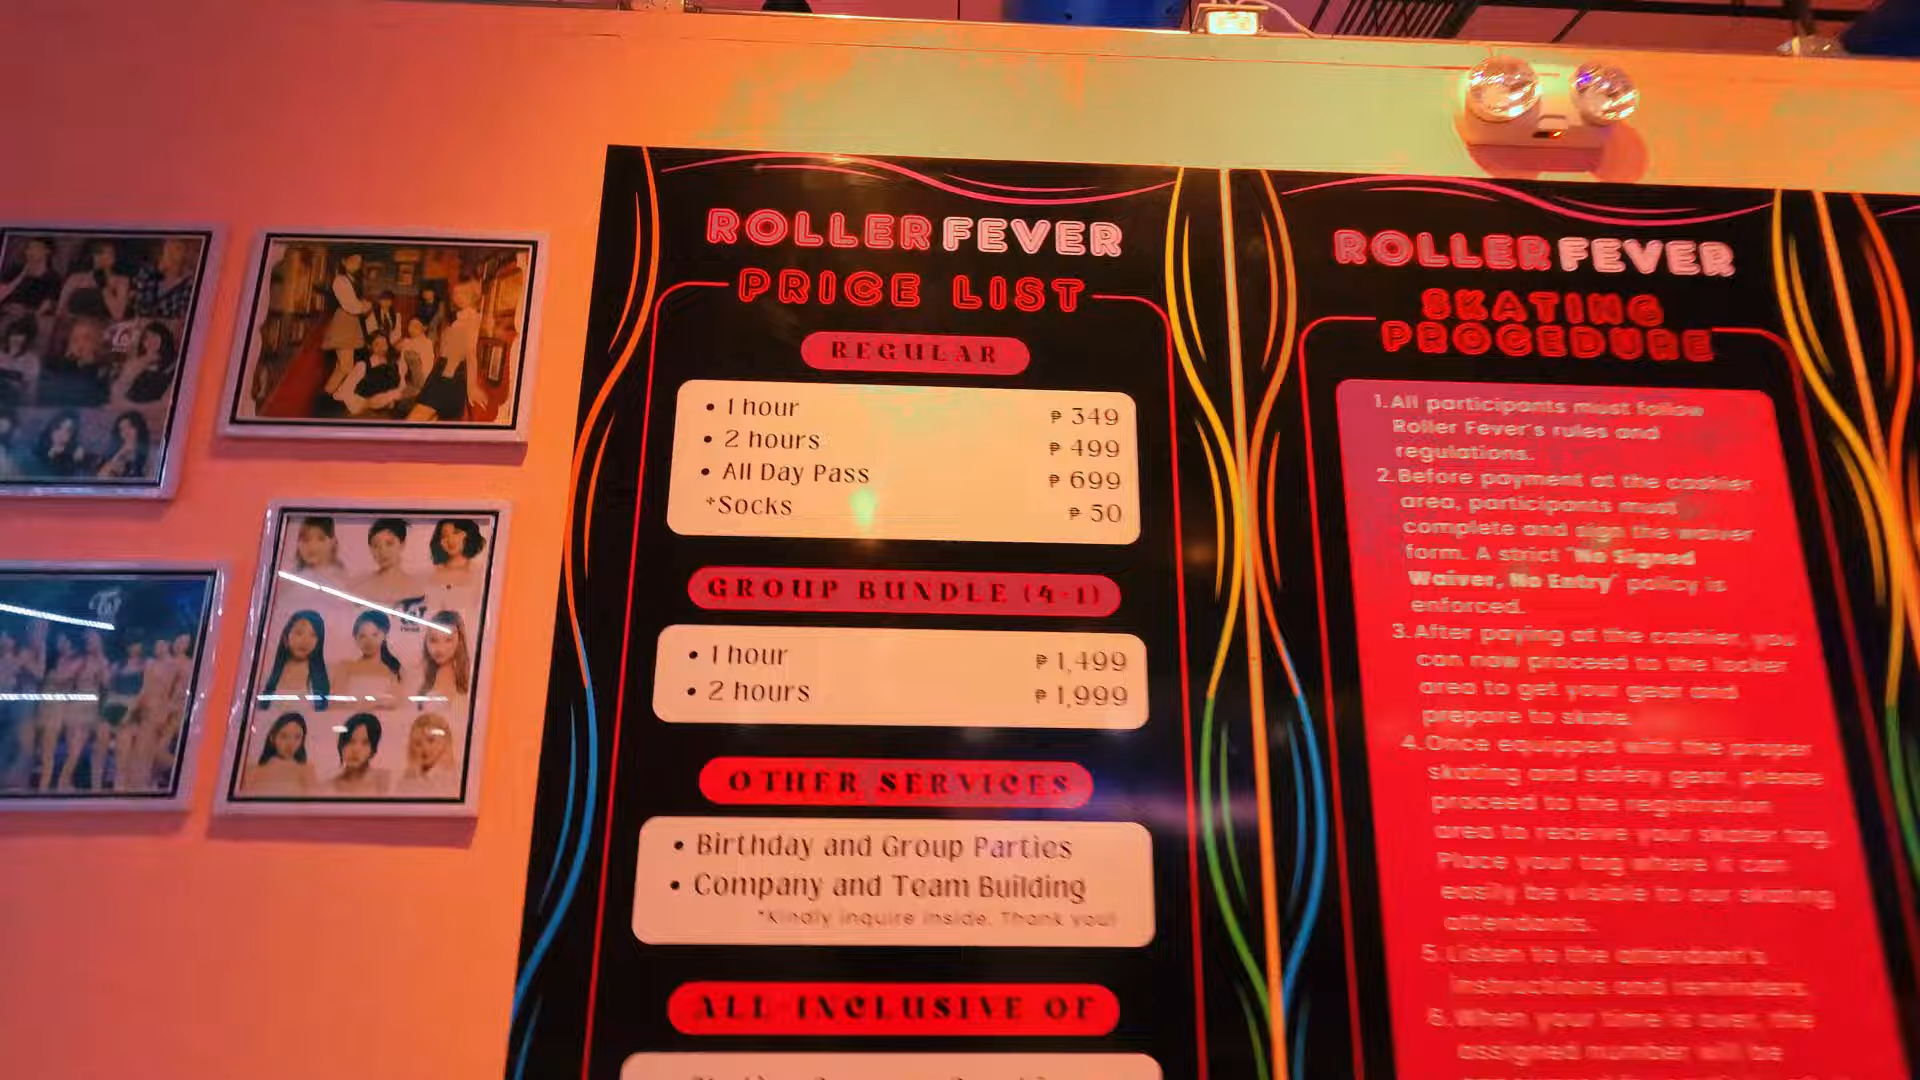 ROLLER FEVER
PRICE LIST
REGULAR
• 1 hour ₱ 349
• 2 hours ₱ 499
• All Day Pass ₱ 699
*Socks ₱ 50
GROUP BUNDLE (4+1)
• 1 hour ₱ 1,499
• 2 hours ₱ 1,999
OTHER SERVICES
• Birthday and Group Parties
• Company and Team Building
*Kindly inquire inside. Thank you!
ALL-INCLUSIVE OF
ROLLER FEVER
SKATING
PROCEDURE
1. All participants must follow
Roller Fever's rules and
regulations.
2. Before payment at the cashier
area, participants must
complete and sign the waiver
form. A strict "No Signed
Waiver, No Entry" policy is
enforced.
3. After paying at the cashier, you
can now proceed to the locker
area to get your gear and
prepare to skate.
4. Once equipped with the proper
skating and safety gear, please
proceed to the registration
area to receive your skater tag.
Place your tag where it can
easily be visible to our skating
attendants.
5. Listen to the attendant's
instructions and reminders.
6. When your time is over, the
assigned number will be